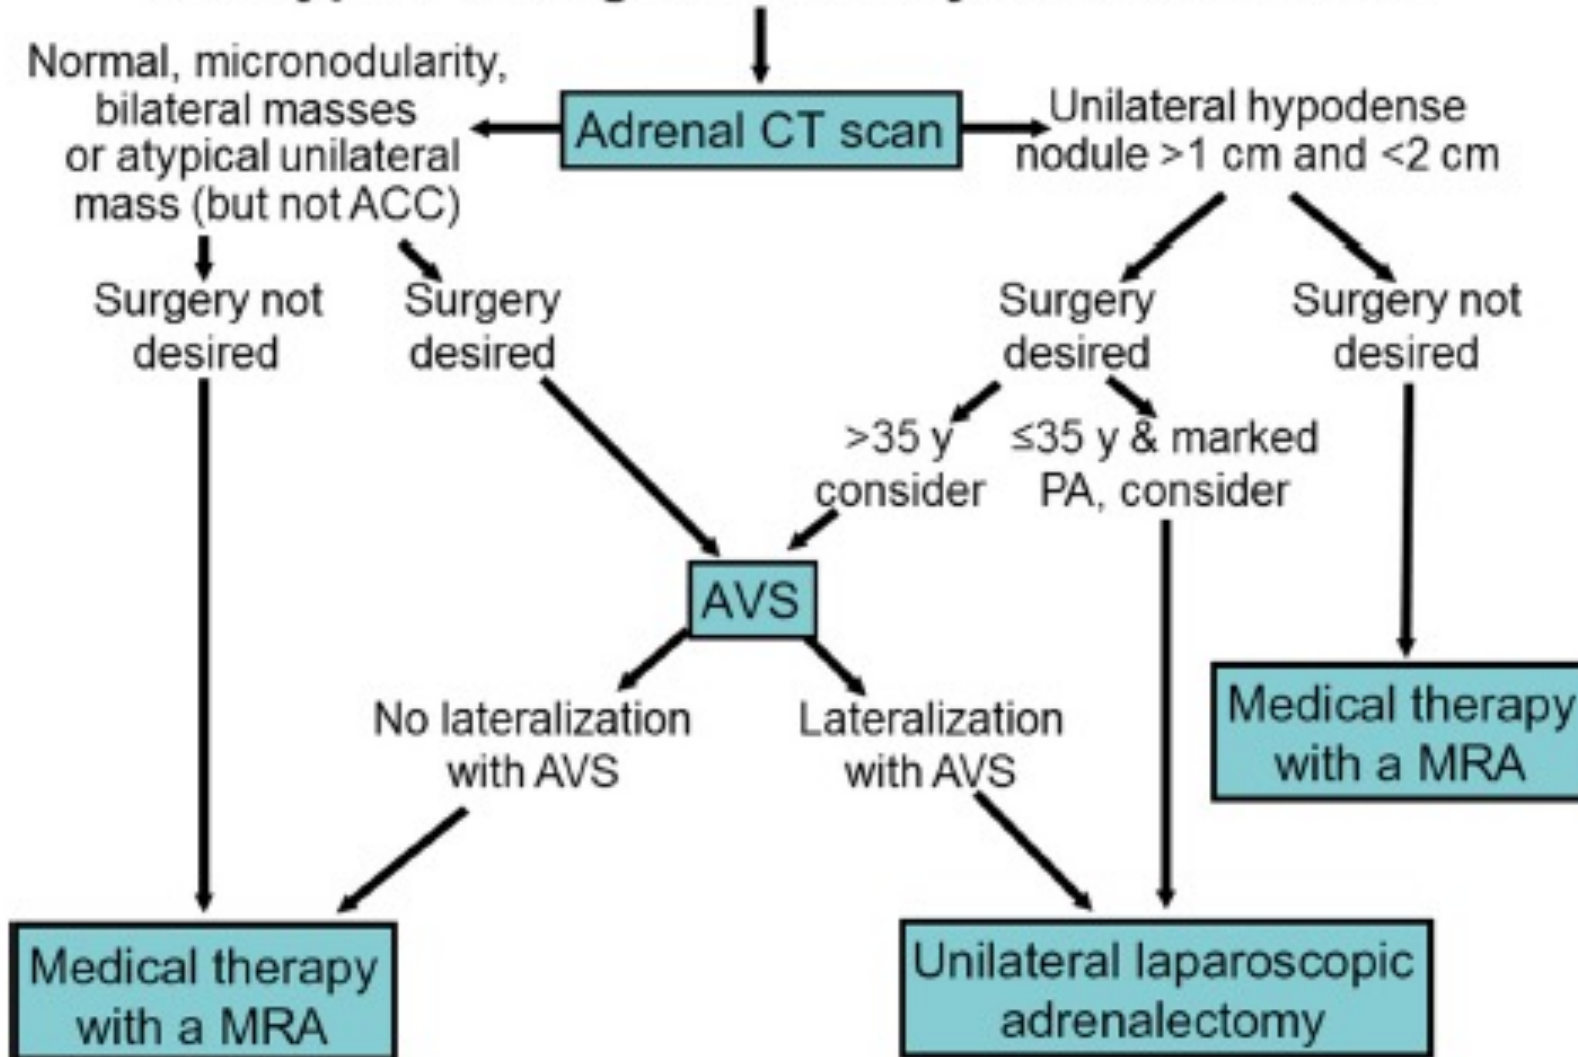 Adrenal CT scan
Normal, micronodularity,
bilateral masses
or atypical unilateral
mass (but not ACC)
Unilateral hypodense
nodule >1 cm and <2 cm
Surgery not
desired
Surgery
desired
Surgery
desired
Surgery not
desired
>35 y
consider
≤35 y & marked
PA, consider
AVS
No lateralization
with AVS
Lateralization
with AVS
Medical therapy
with a MRA
Medical therapy
with a MRA
Unilateral laparoscopic
adrenalectomy